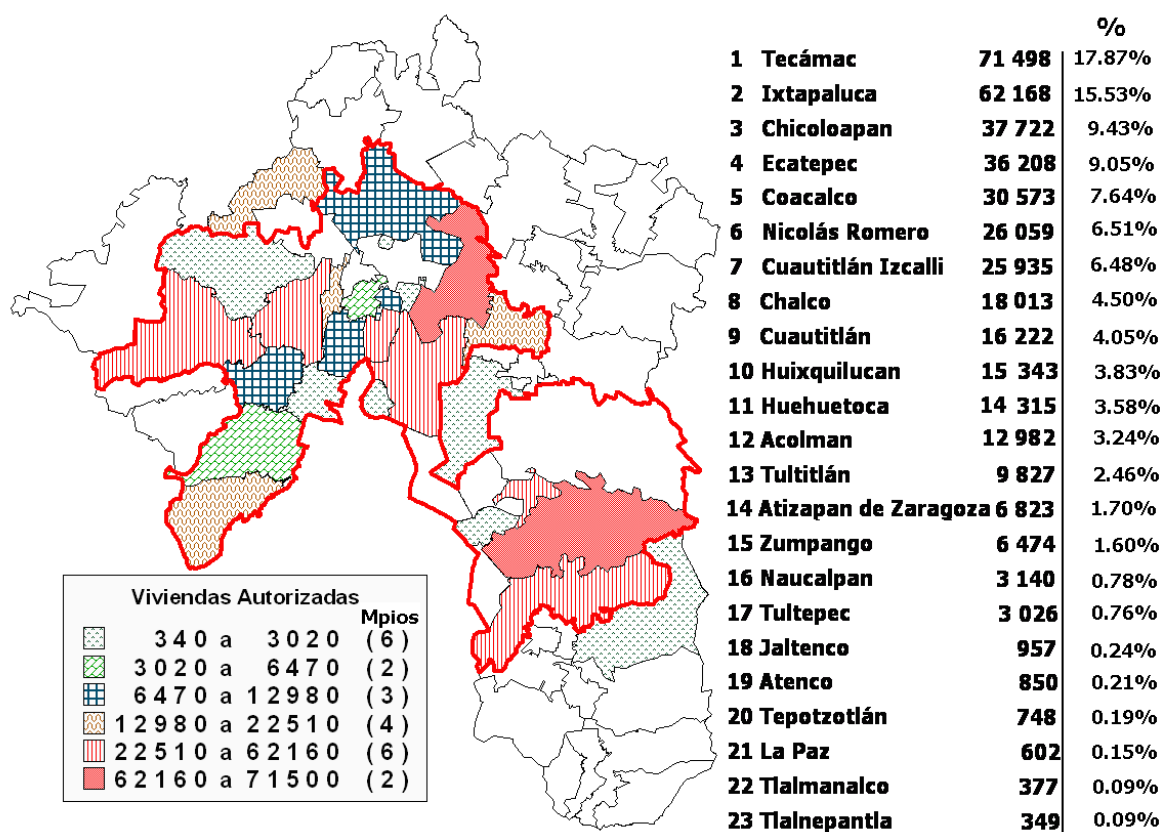 %
1 Tecámac 71 498 17.87%
2 Ixtapaluca 62 168 15.53%
3 Chicoloapan 37 722 9.43%
4 Ecatepec 36 208 9.05%
5 Coacalco 30 573 7.64%
6 Nicolás Romero 26 059 6.51%
7 Cuautitlán Izcalli 25 935 6.48%
8 Chalco 18 013 4.50%
9 Cuautitlán 16 222 4.05%
10 Huixquilucan 15 343 3.83%
11 Huehuetoca 14 315 3.58%
12 Acolman 12 982 3.24%
13 Tultitlán 9 827 2.46%
14 Atizapan de Zaragoza 6 823 1.70%
15 Zumpango 6 474 1.60%
16 Naucalpan 3 140 0.78%
17 Tultepec 3 026 0.76%
18 Jaltenco 957 0.24%
19 Atenco 850 0.21%
20 Tepotzotlán 748 0.19%
21 La Paz 602 0.15%
22 Tlalmanalco 377 0.09%
23 Tlalnepantla 349 0.09%
Viviendas Autorizadas
Mpios
340 a 3020 (6)
3020 a 6470 (2)
6470 a 12980 (3)
12980 a 22510 (4)
22510 a 62160 (6)
62160 a 71500 (2)